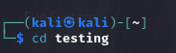 ┌──(kali㉿kali)-[~]
└─$ cd testing